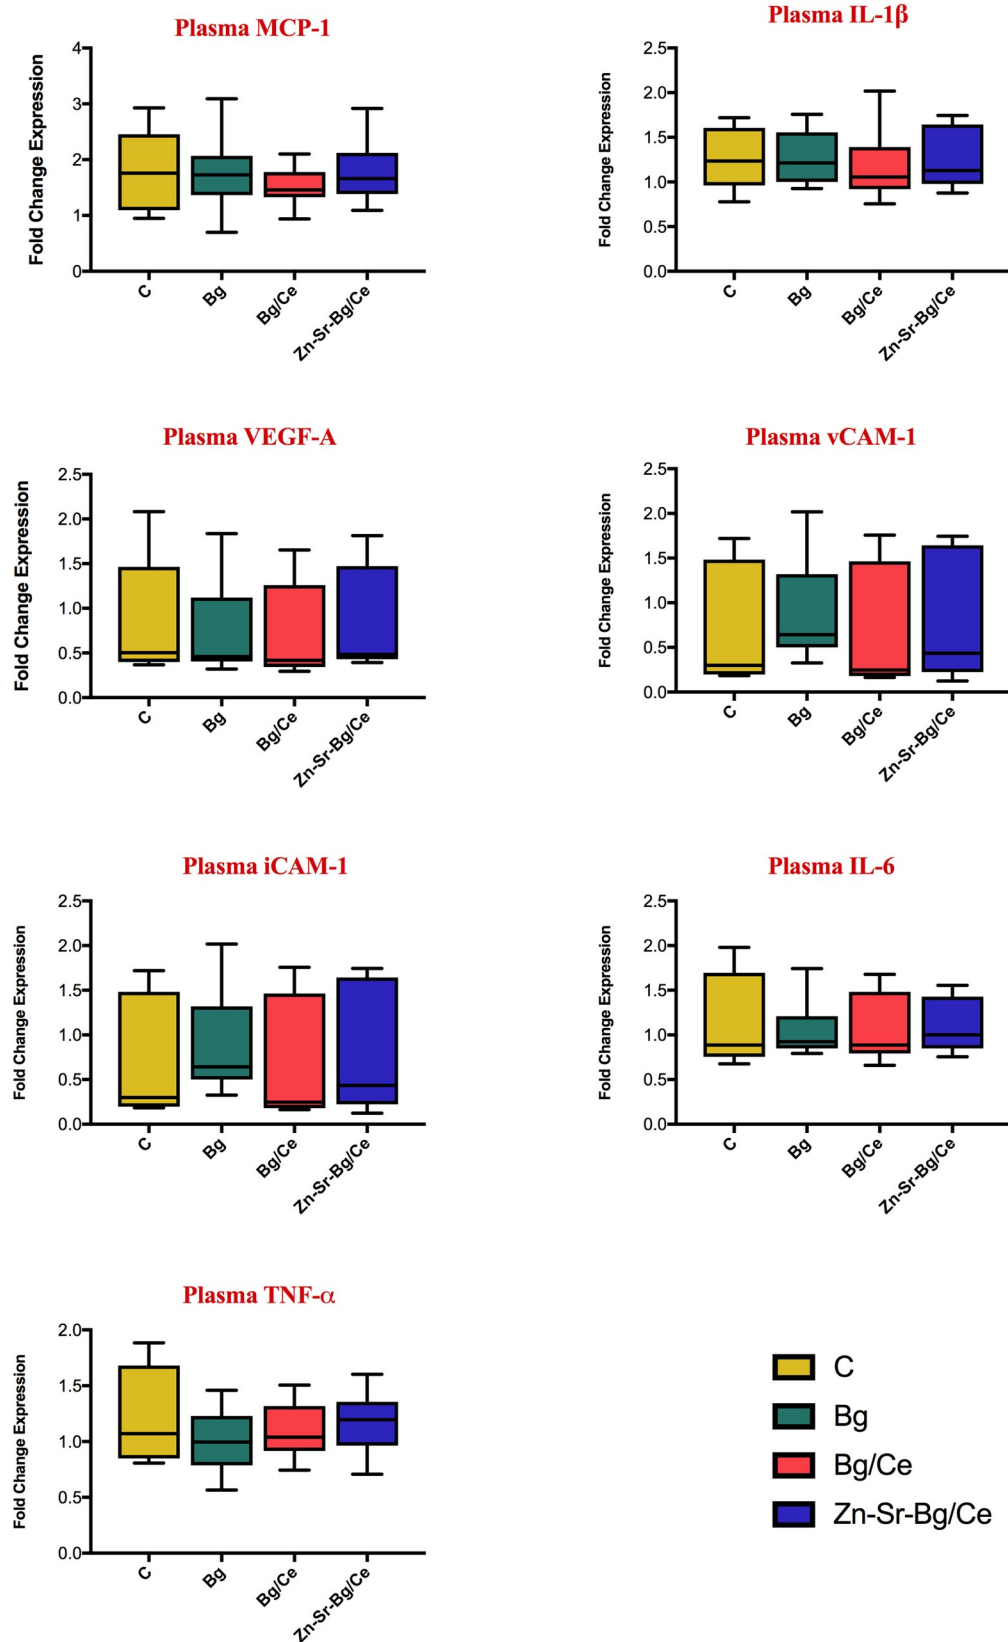 Plasma MCP-1
Fold Change Expression
4
3
2
1
0
C
Bg
Bg/Ce
Zn-Sr-Bg/Ce
Plasma IL-1β
Fold Change Expression
2.5
2.0
1.5
1.0
0.5
0.0
C
Bg
Bg/Ce
Zn-Sr-Bg/Ce
Plasma VEGF-A
Fold Change Expression
2.5
2.0
1.5
1.0
0.5
0.0
C
Bg
Bg/Ce
Zn-Sr-Bg/Ce
Plasma vCAM-1
Fold Change Expression
2.5
2.0
1.5
1.0
0.5
0.0
C
Bg
Bg/Ce
Zn-Sr-Bg/Ce
Plasma iCAM-1
Fold Change Expression
2.5
2.0
1.5
1.0
0.5
0.0
C
Bg
Bg/Ce
Zn-Sr-Bg/Ce
Plasma IL-6
Fold Change Expression
2.5
2.0
1.5
1.0
0.5
0.0
C
Bg
Bg/Ce
Zn-Sr-Bg/Ce
Plasma TNF-α
Fold Change Expression
2.0
1.5
1.0
0.5
0.0
C
Bg
Bg/Ce
Zn-Sr-Bg/Ce
C
Bg
Bg/Ce
Zn-Sr-Bg/Ce